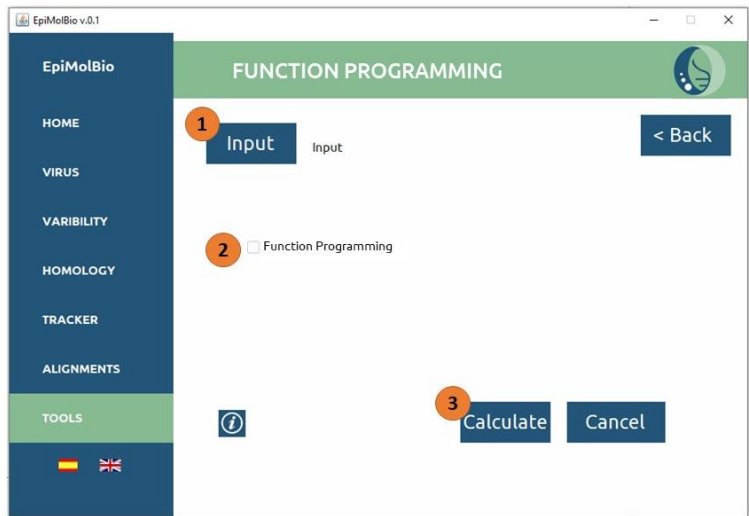 EpiMolBio v.0.1
EpiMolBio
FUNCTION PROGRAMMING
HOME
1
Input
Input
< Back
VIRUS
VARIBILITY
2
Function Programming
HOMOLOGY
TRACKER
ALIGNMENTS
3
Calculate
Cancel
TOOLS
i